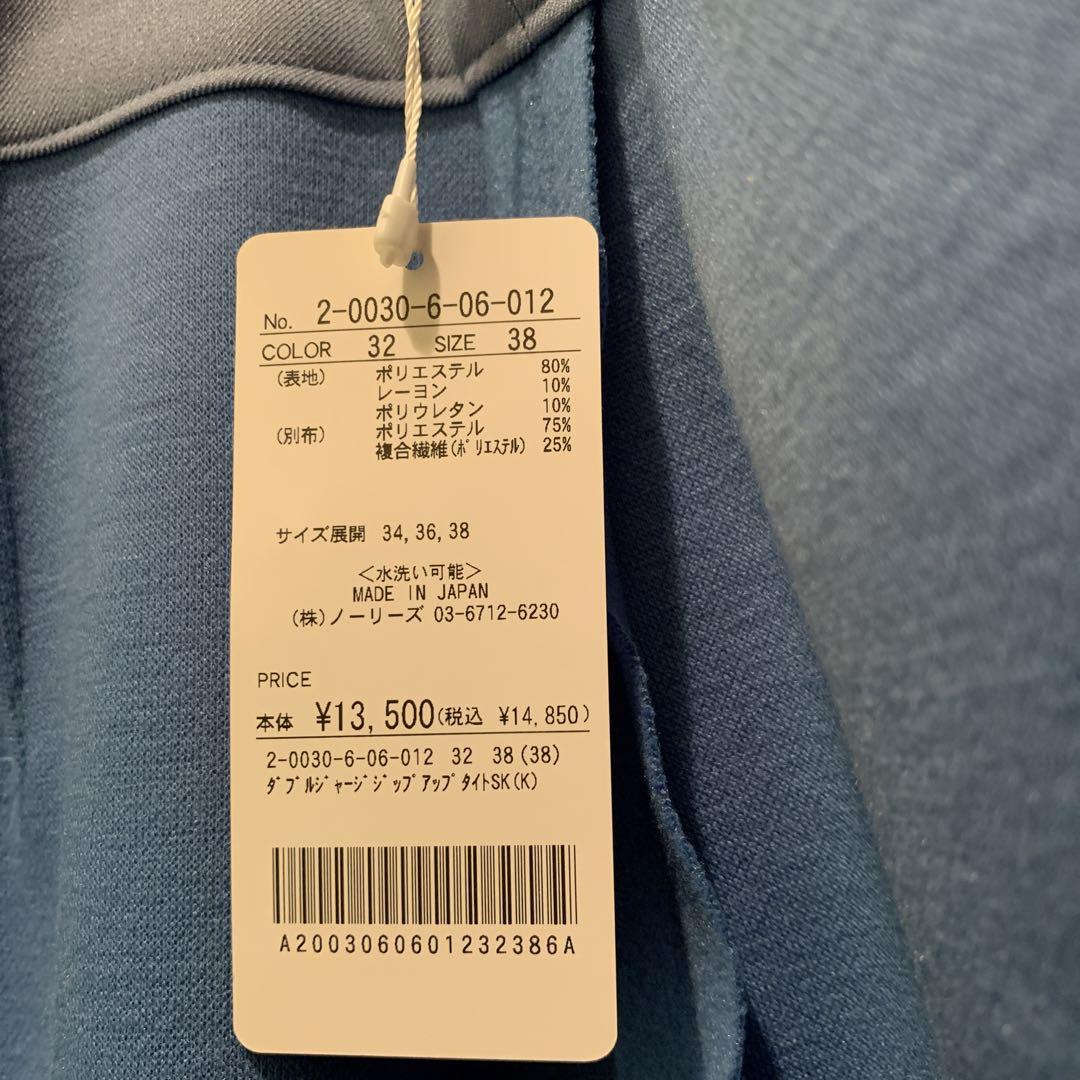 No. 2-0030-6-06-012
COLOR 32 SIZE 38
(表地) ポリエステル 80%
レーヨン 10%
ポリウレタン 10%
(別布) ポリエステル 75%
複合繊維(ﾎﾟﾘｴｽﾃﾙ) 25%
サイズ展開 34,36,38
<水洗い可能>
MADE IN JAPAN
(株)ノーリーズ 03-6712-6230
PRICE
本体 ¥13,500(税込 ¥14,850)
2-0030-6-06-012 32 38(38)
ﾀﾞﾌﾞﾙｼﾞｬｰｼﾞｼﾞｯﾌﾟｱｯﾌﾟﾀｲﾄSK(K)
A2003060601232386A